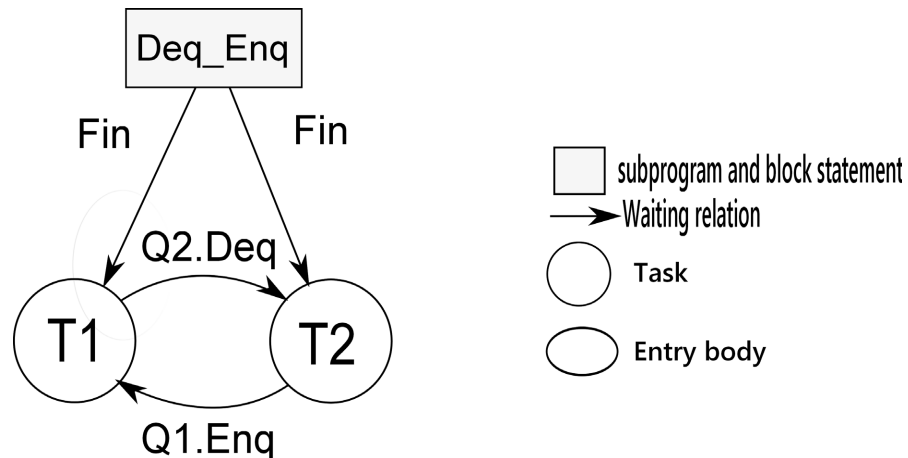 Deq_Enq
Fin
Fin
Q2.Deq
T1
T2
Q1.Enq
subprogram and block statement
Waiting relation
Task
Entry body